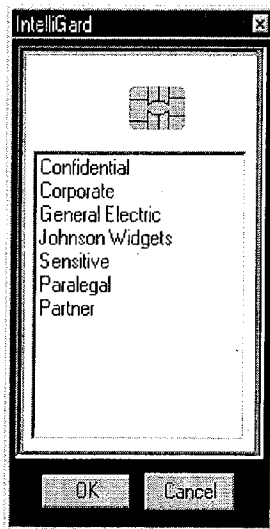 IntelliGard
Confidential
Corporate
General Electric
Johnson Widgets
Sensitive
Paralegal
Partner
OK
Cancel